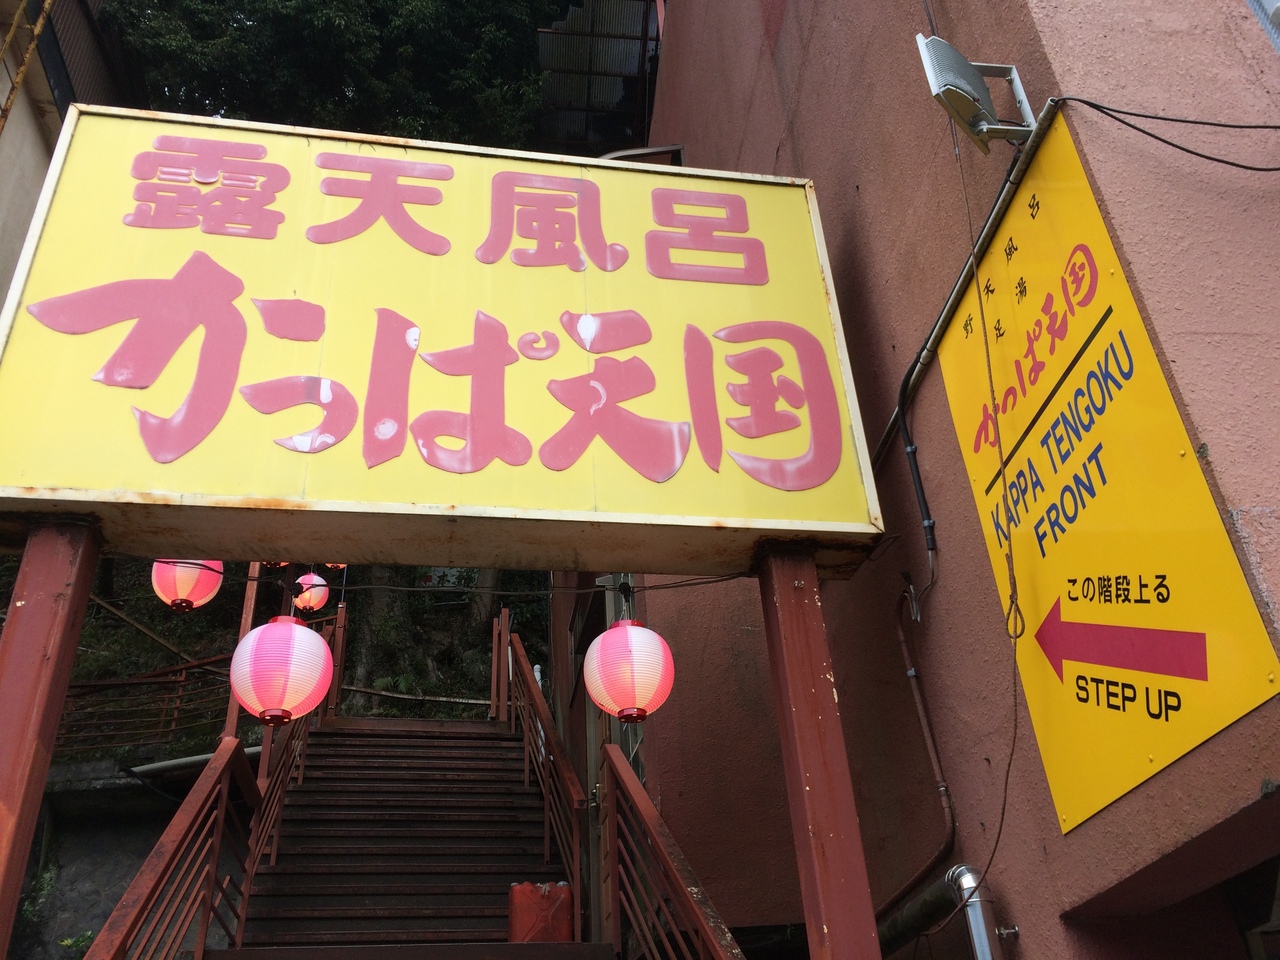 露天風呂
かっぱ天国
野天風呂
足湯
かっぱ天国
KAPPA TENGOKU
FRONT
この階段上る
STEP UP